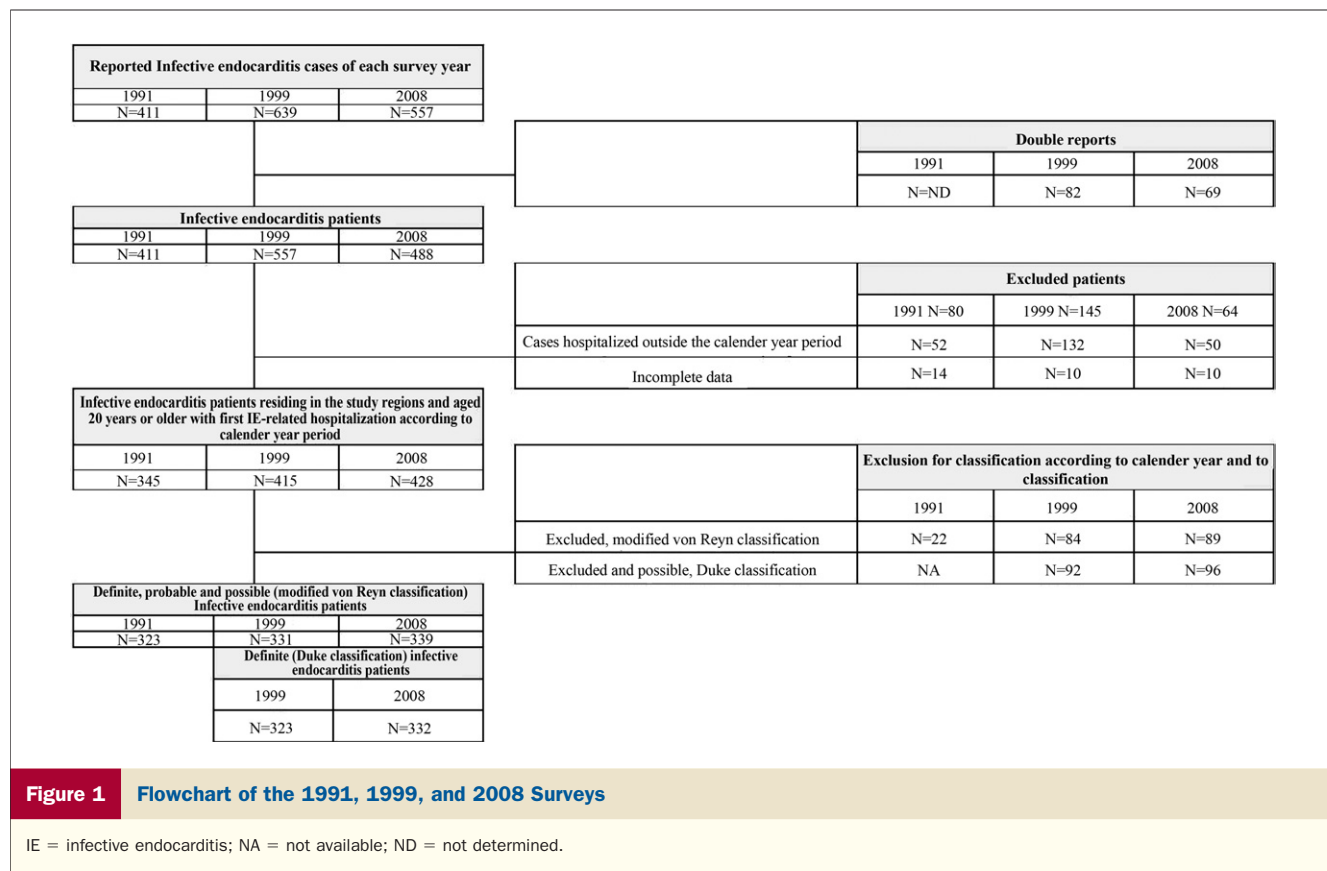 Reported Infective endocarditis cases of each survey year
1991 1999 2008
N=411 N=639 N=557
Double reports
1991 1999 2008
N=ND N=82 N=69
Infective endocarditis patients
1991 1999 2008
N=411 N=557 N=488
Excluded patients
1991 N=80 1999 N=145 2008 N=64
Cases hospitalized outside the calender year period N=52 N=132 N=50
Incomplete data N=14 N=10 N=10
Infective endocarditis patients residing in the study regions and aged
20 years or older with first IE-related hospitalization according to
calender year period
1991 1999 2008
N=345 N=415 N=428
Exclusion for classification according to calender year and to
classification
1991 1999 2008
Excluded, modified von Reyn classification N=22 N=84 N=89
Excluded and possible, Duke classification NA N=92 N=96
Definite, probable and possible (modified von Reyn classification)
Infective endocarditis patients
1991 1999 2008
N=323 N=331 N=339
Definite (Duke classification) infective
endocarditis patients
1999 2008
N=323 N=332
Figure 1 Flowchart of the 1991, 1999, and 2008 Surveys
IE = infective endocarditis; NA = not available; ND = not determined.